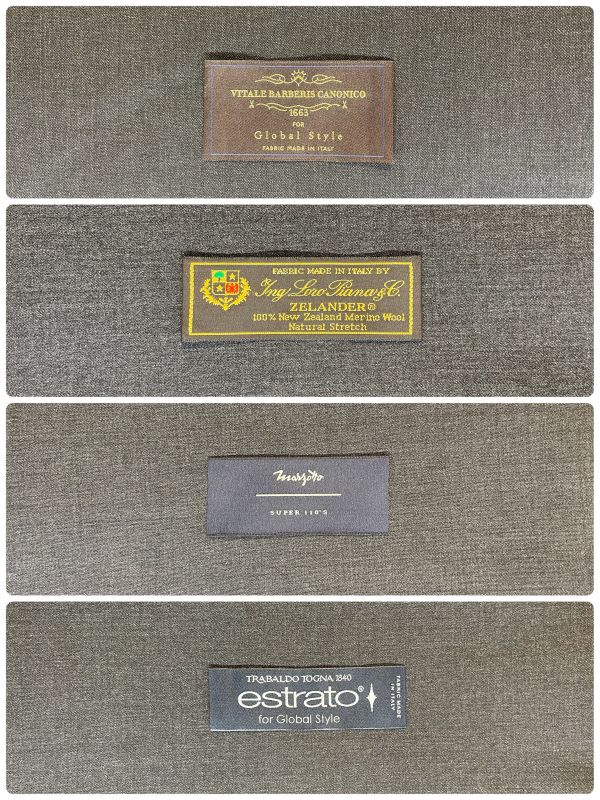 VITALE BARBERIS CANONICO
1663
FOR
Global Style
FABRIC MADE IN ITALY
FABRIC MADE IN ITALY BY
Ing. Loro Piana & C.
ZELANDER®
100% New Zealand Merino Wool
Natural Stretch
Marzotto
SUPER 110'S
TRABALDO TOGNA 1840
estrato®
for Global Style
FABRIC MADE
IN ITALY